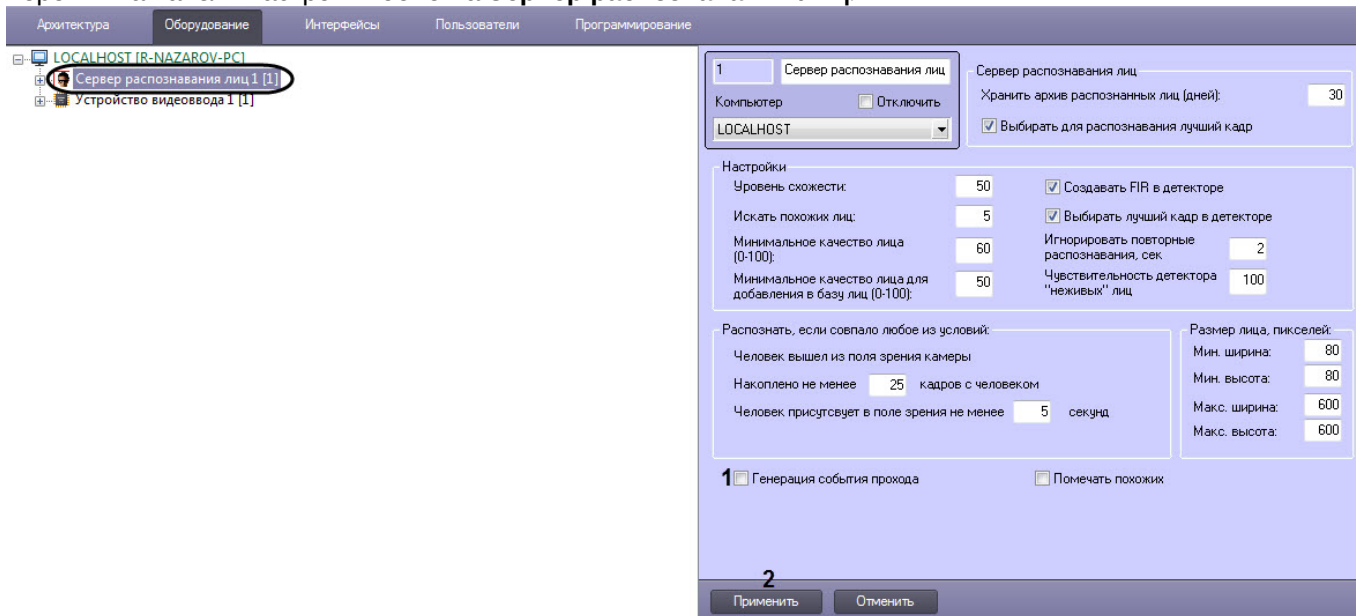 Архитектура Оборудование Интерфейсы Пользователи Программирование
LOCALHOST [R-NAZAROV-PC]
Сервер распознавания лиц 1 [1]
Устройство видеоввода 1 [1]
1 Сервер распознавания лиц
Компьютер Отключить
LOCALHOST
Сервер распознавания лиц
Хранить архив распознанных лиц (дней): 30
Выбирать для распознавания лучший кадр
Настройки
Уровень схожести: 50
Создавать FIR в детекторе
Искать похожих лиц: 5
Выбирать лучший кадр в детекторе
Минимальное качество лица
(0-100): 60
Игнорировать повторные
распознавания, сек 2
Минимальное качество лица для
добавления в базу лиц (0-100): 50
Чувствительность детектора
"неживых" лиц 100
Распознать, если совпало любое из условий:
Человек вышел из поля зрения камеры
Накоплено не менее 25 кадров с человеком
Человек присутсвует в поле зрения не менее 5 секунд
Размер лица, пикселей:
Мин. ширина: 80
Мин. высота: 80
Макс. ширина: 600
Макс. высота: 600
1 Генерация события прохода
Помечать похожих
2
Применить Отменить